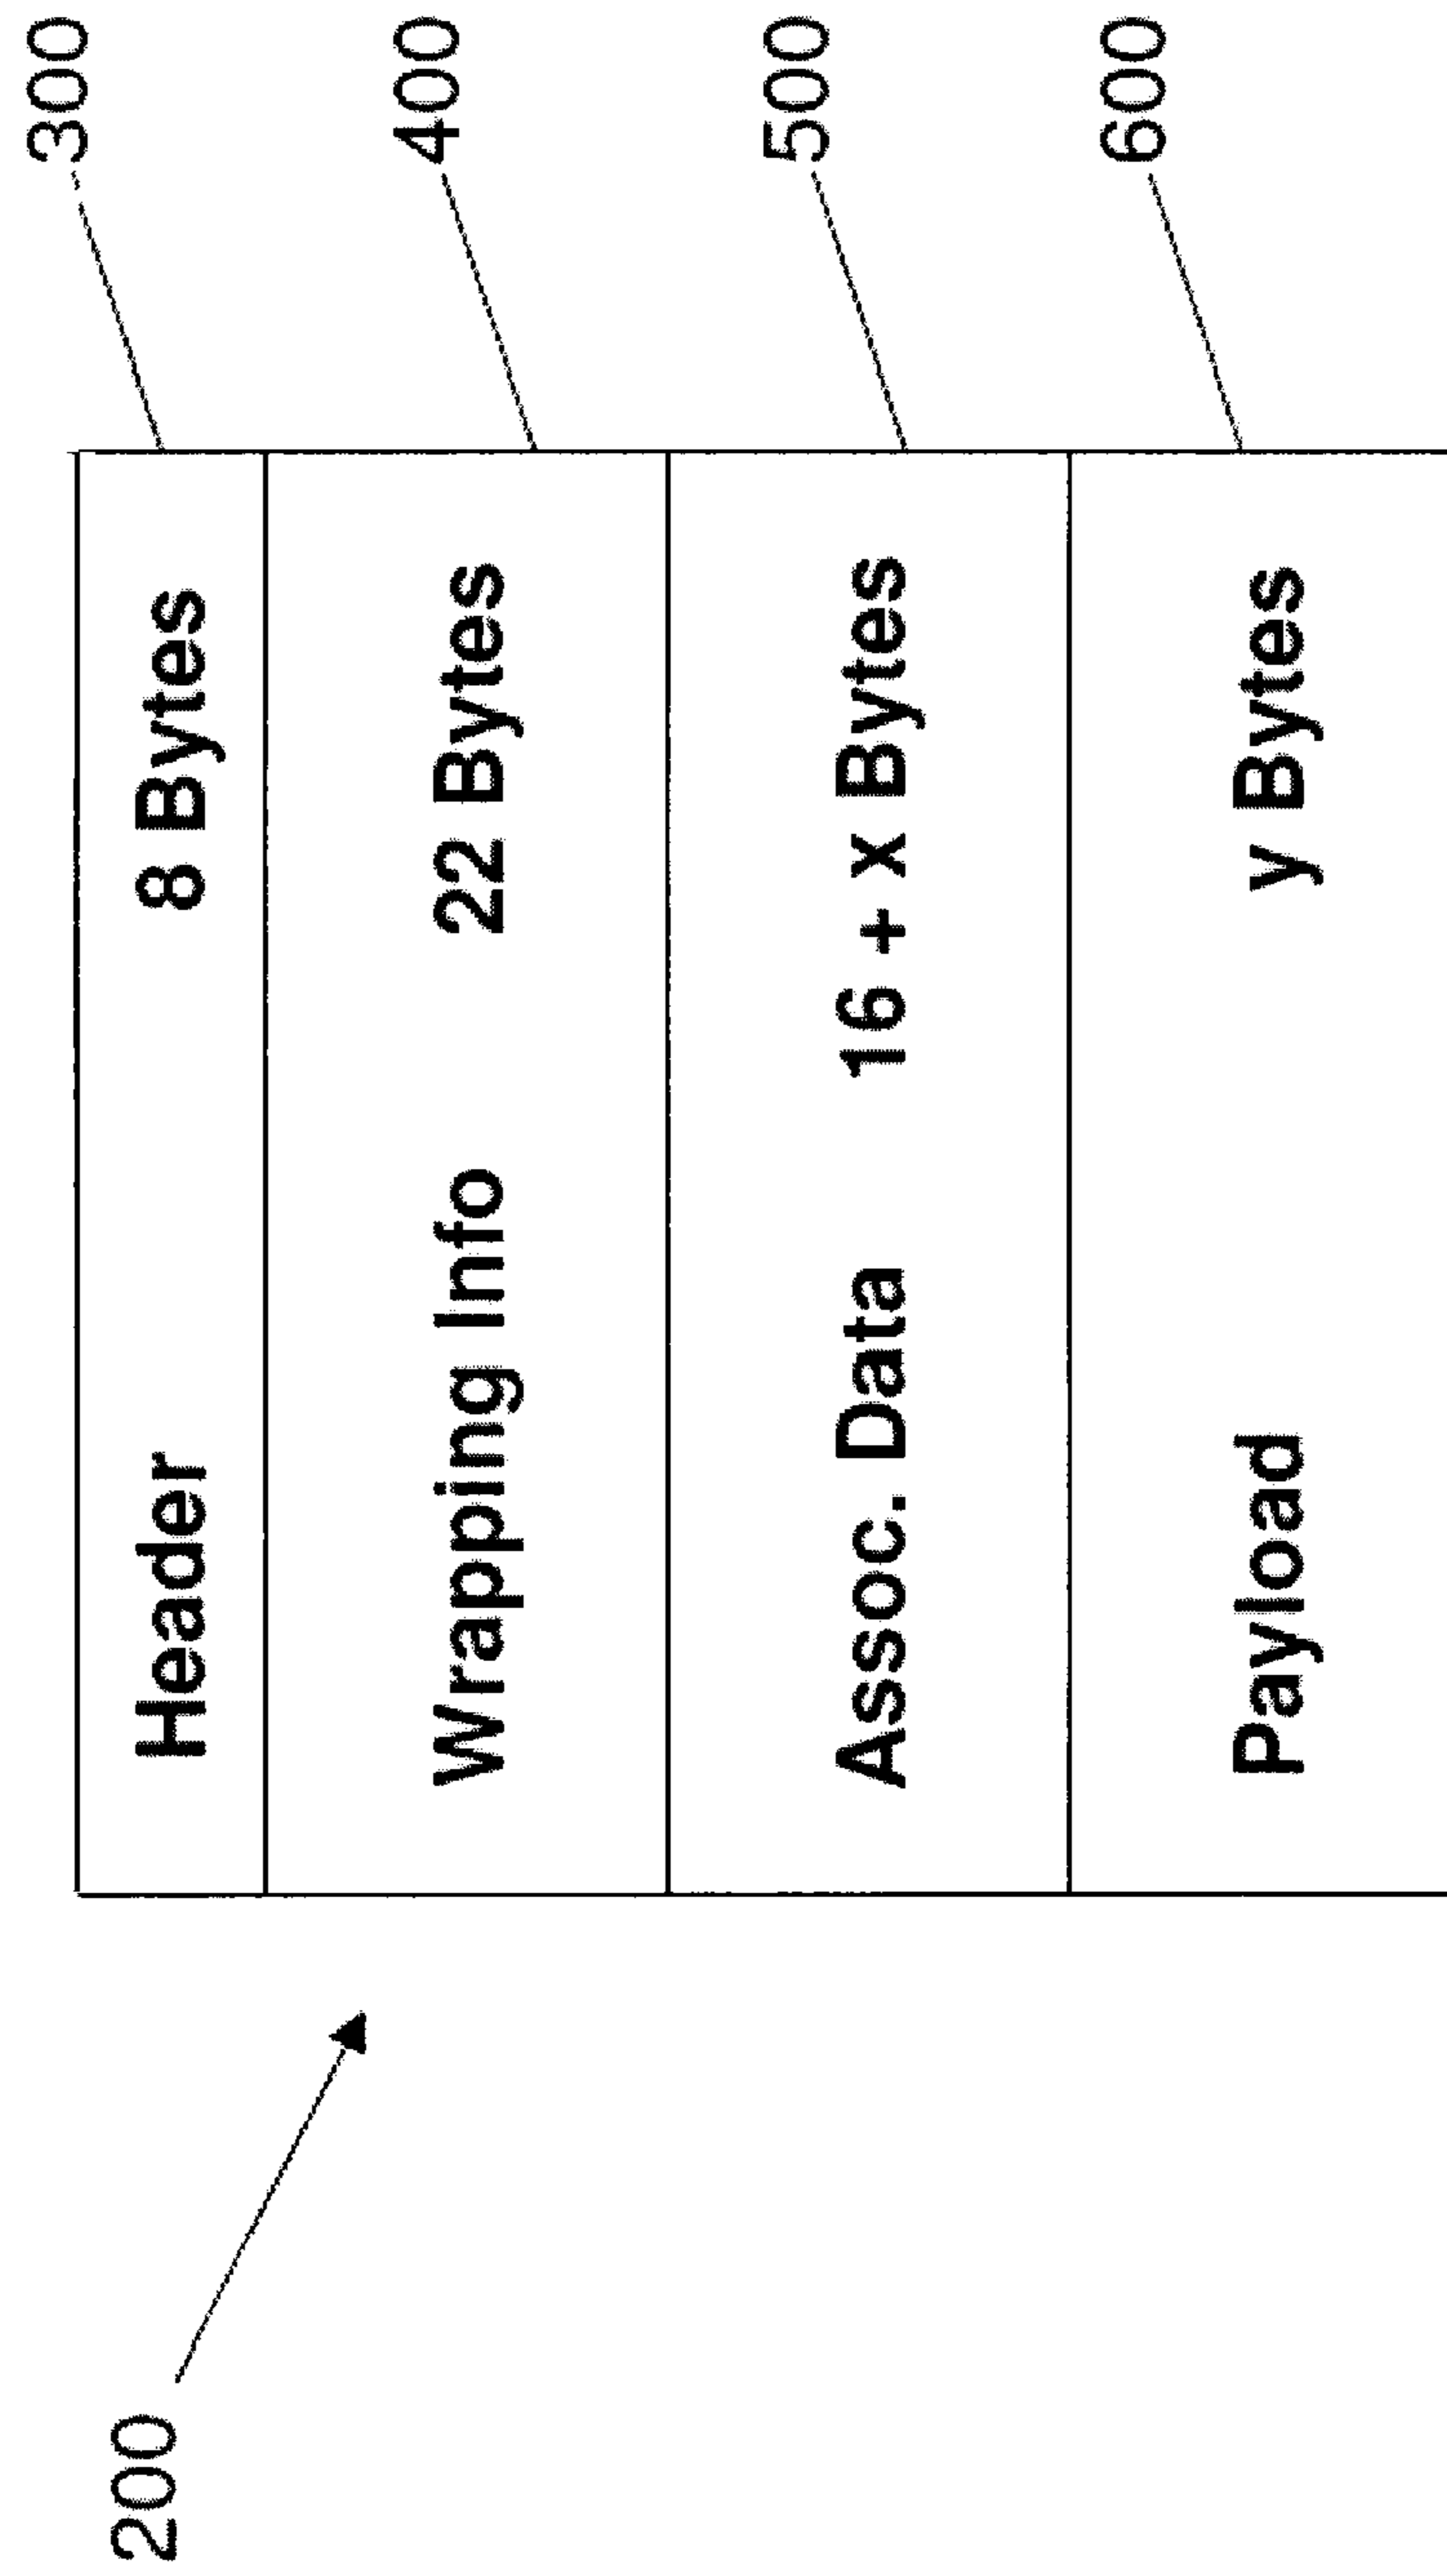 200
Header 8 Bytes 300
Wrapping Info 22 Bytes 400
Assoc. Data 16 + x Bytes 500
Payload y Bytes 600